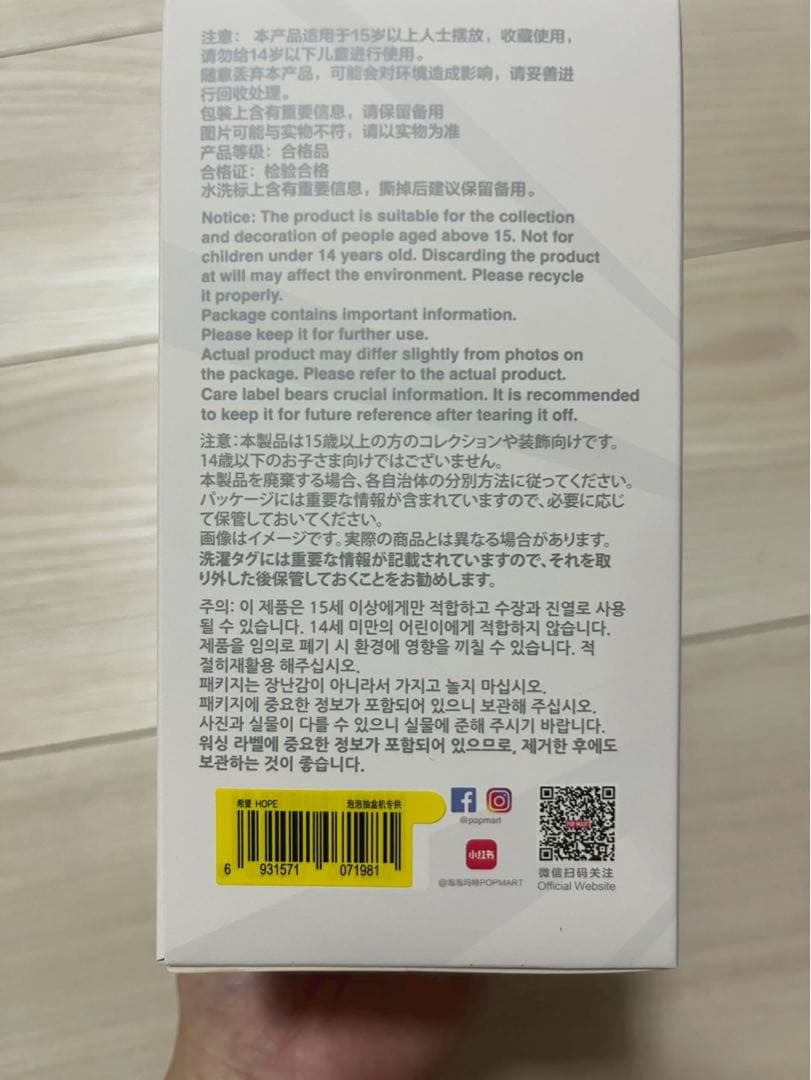 注意： 本产品适用于15岁以上人士摆放，收藏使用，
请勿给14岁以下儿童进行使用。
随意丢弃本产品，可能会对环境造成影响，请妥善进
行回收处理。
包装上含有重要信息，请保留备用
图片可能与实物不符，请以实物为准
产品等级：合格品
合格证：检验合格
水洗标上含有重要信息，撕掉后建议保留备用。
Notice: The product is suitable for the collection
and decoration of people aged above 15. Not for
children under 14 years old. Discarding the product
at will may affect the environment. Please recycle
it properly.
Package contains important information.
Please keep it for further use.
Actual product may differ slightly from photos on
the package. Please refer to the actual product.
Care label bears crucial information. It is recommended
to keep it for future reference after tearing it off.
注意：本製品は15歳以上の方のコレクションや装飾向けです。
14歳以下のお子さま向けではございません。
本製品を廃棄する場合、各自治体の分別方法に従ってください。
パッケージには重要な情報が含まれていますので、必要に応じ
て保管しておいてください。
画像はイメージです。実際の商品とは異なる場合があります。
洗濯タグには重要な情報が記載されていますので、それを取
り外した後保管しておくことをお勧めします。
주의: 이 제품은 15세 이상에게만 적합하고 수장과 진열로 사용
될 수 있습니다. 14세 미만의 어린이에게 적합하지 않습니다.
제품을 임의로 폐기 시 환경에 영향을 끼칠 수 있습니다. 적
절히재활용 해주십시오.
패키지는 장난감이 아니라서 가지고 놀지 마십시오.
패키지에 중요한 정보가 포함되어 있으니 보관해 주십시오.
사진과 실물이 다를 수 있으니 실물에 준해 주시기 바랍니다.
워싱 라벨에 중요한 정보가 포함되어 있으므로, 제거한 후에도
보관하는 것이 좋습니다.
希望 HOPE 泡泡抽盒机专供
6 931571 071981
@popmart
小红书
@泡泡玛特POPMART
POP MART
微信扫码关注
Official Website